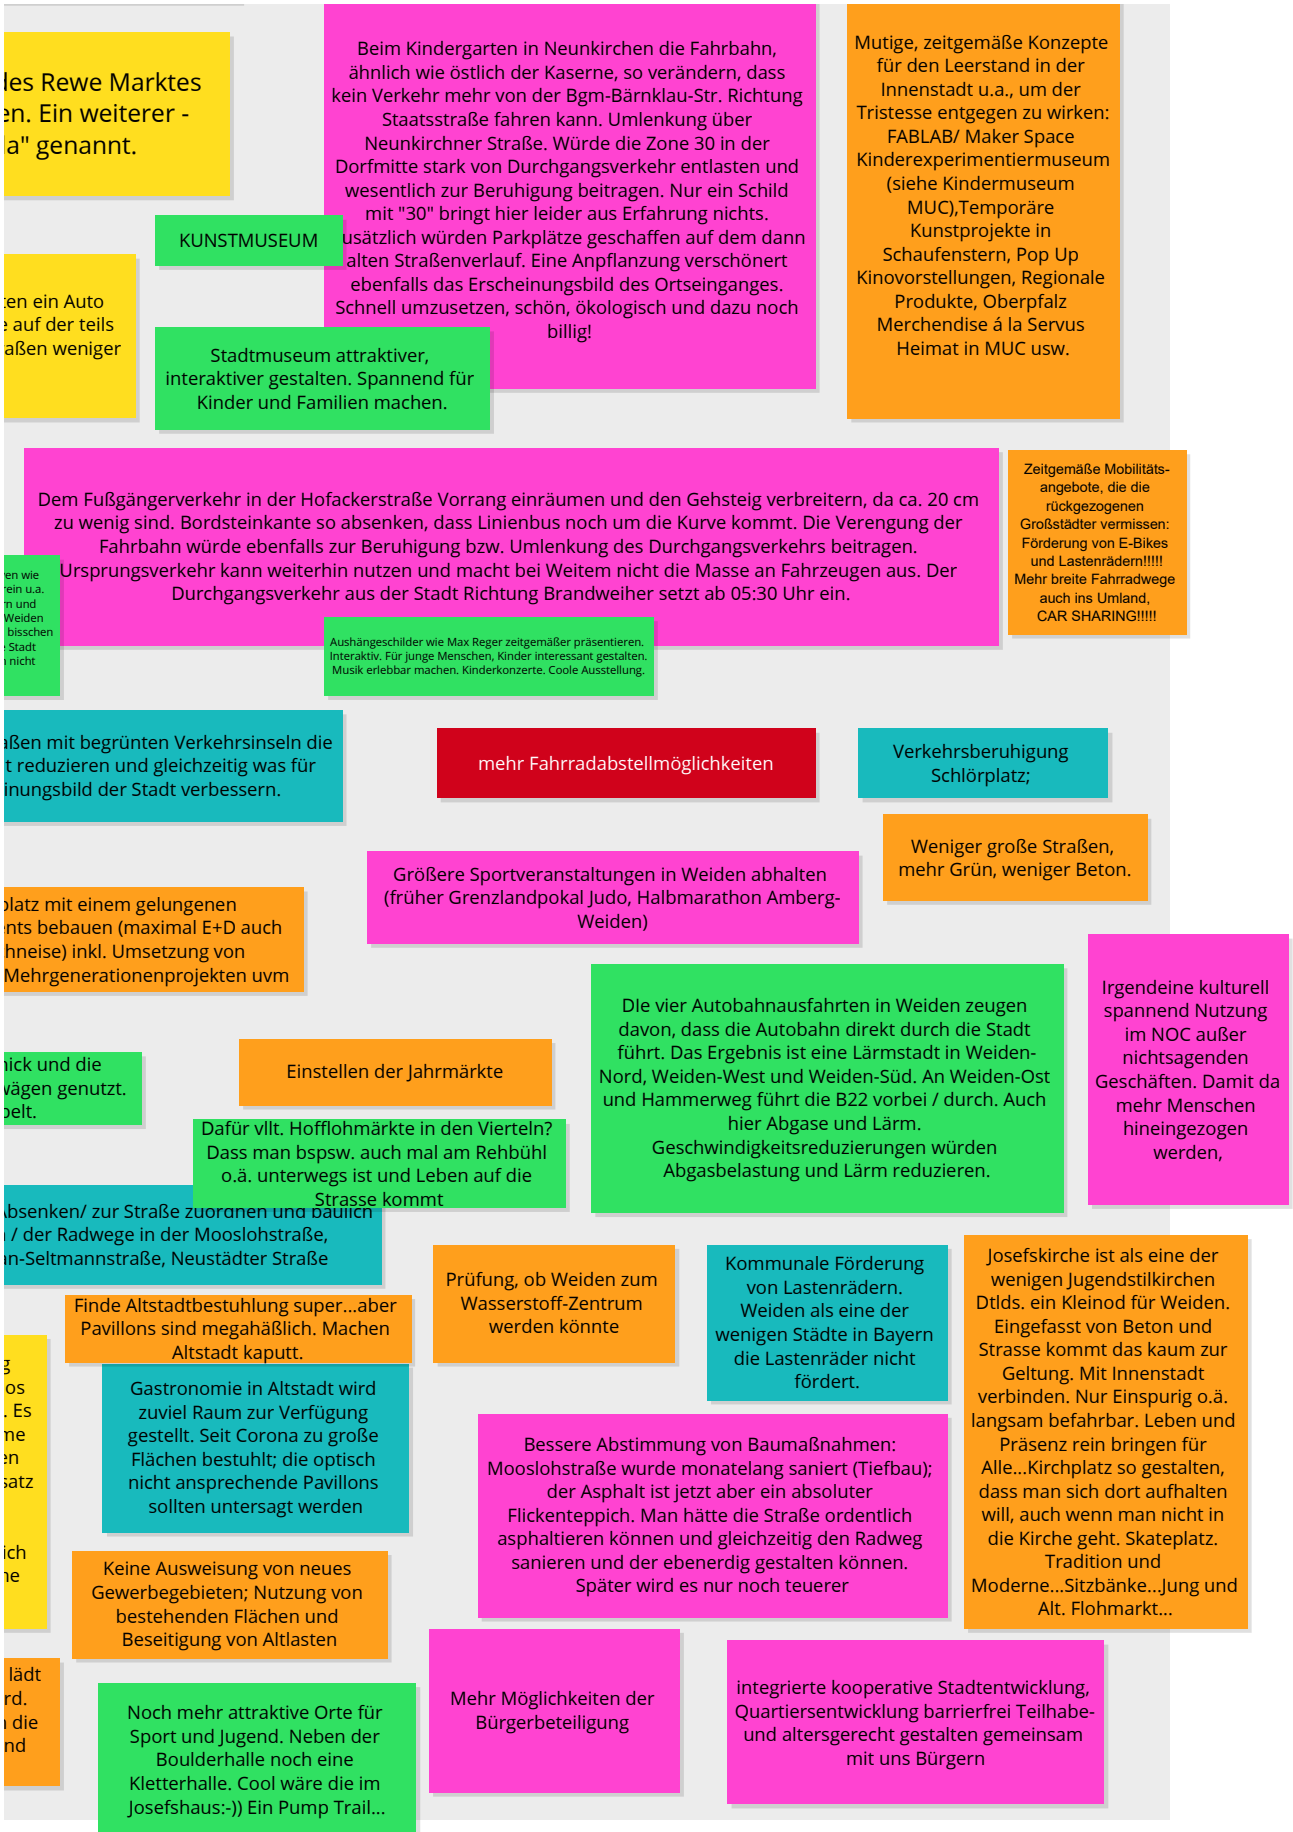 des Rewe Marktes
en. Ein weiterer -
la" genannt.
Beim Kindergarten in Neunkirchen die Fahrbahn,
ähnlich wie östlich der Kaserne, so verändern, dass
kein Verkehr mehr von der Bgm-Bärnklau-Str. Richtung
Staatsstraße fahren kann. Umlenkung über
Neunkirchner Straße. Würde die Zone 30 in der
Dorfmitte stark von Durchgangsverkehr entlasten und
wesentlich zur Beruhigung beitragen. Nur ein Schild
mit "30" bringt hier leider aus Erfahrung nichts.
usätzlich würden Parkplätze geschaffen auf dem dann
alten Straßenverlauf. Eine Anpflanzung verschönert
ebenfalls das Erscheinungsbild des Ortseinganges.
Schnell umzusetzen, schön, ökologisch und dazu noch
billig!
Mutige, zeitgemäße Konzepte
für den Leerstand in der
Innenstadt u.a., um der
Tristesse entgegen zu wirken:
FABLAB/ Maker Space
Kinderexperimentiermuseum
(siehe Kindermuseum
MUC),Temporäre
Kunstprojekte in
Schaufenstern, Pop Up
Kinovorstellungen, Regionale
Produkte, Oberpfalz
Merchendise á la Servus
Heimat in MUC usw.
KUNSTMUSEUM
ten ein Auto
e auf der teils
raßen weniger
Stadtmuseum attraktiver,
interaktiver gestalten. Spannend für
Kinder und Familien machen.
Dem Fußgängerverkehr in der Hofackerstraße Vorrang einräumen und den Gehsteig verbreitern, da ca. 20 cm
zu wenig sind. Bordsteinkante so absenken, dass Linienbus noch um die Kurve kommt. Die Verengung der
Fahrbahn würde ebenfalls zur Beruhigung bzw. Umlenkung des Durchgangsverkehrs beitragen.
Ursprungsverkehr kann weiterhin nutzen und macht bei Weitem nicht die Masse an Fahrzeugen aus. Der
Durchgangsverkehr aus der Stadt Richtung Brandweiher setzt ab 05:30 Uhr ein.
Zeitgemäße Mobilitäts-
angebote, die die
rückgezogenen
Großstädter vermissen:
Förderung von E-Bikes
und Lastenrädern!!!!!
Mehr breite Fahrradwege
auch ins Umland,
CAR SHARING!!!!!
ven wie
rein u.a.
rn und
Weiden
bisschen
e Stadt
n nicht
Aushängeschilder wie Max Reger zeitgemäßer präsentieren.
Interaktiv. Für junge Menschen, Kinder interessant gestalten.
Musik erlebbar machen. Kinderkonzerte. Coole Ausstellung.
aßen mit begrünten Verkehrsinseln die
t reduzieren und gleichzeitig was für
inungsbild der Stadt verbessern.
mehr Fahrradabstellmöglichkeiten
Verkehrsberuhigung
Schlörplatz;
Weniger große Straßen,
mehr Grün, weniger Beton.
Größere Sportveranstaltungen in Weiden abhalten
(früher Grenzlandpokal Judo, Halbmarathon Amberg-
Weiden)
platz mit einem gelungenen
ents bebauen (maximal E+D auch
hneise) inkl. Umsetzung von
Mehrgenerationenprojekten uvm
Irgendeine kulturell
spannend Nutzung
im NOC außer
nichtsagenden
Geschäften. Damit da
mehr Menschen
hineingezogen
werden,
DIe vier Autobahnausfahrten in Weiden zeugen
davon, dass die Autobahn direkt durch die Stadt
führt. Das Ergebnis ist eine Lärmstadt in Weiden-
Nord, Weiden-West und Weiden-Süd. An Weiden-Ost
und Hammerweg führt die B22 vorbei / durch. Auch
hier Abgase und Lärm.
Geschwindigkeitsreduzierungen würden
Abgasbelastung und Lärm reduzieren.
nick und die
wägen genutzt.
pelt.
Einstellen der Jahrmärkte
Dafür vllt. Hofflohmärkte in den Vierteln?
Dass man bspsw. auch mal am Rehbühl
o.ä. unterwegs ist und Leben auf die
Strasse kommt
Absenken/ zur Straße zuordnen und baulich
n / der Radwege in der Mooslohstraße,
an-Seltmannstraße, Neustädter Straße
Prüfung, ob Weiden zum
Wasserstoff-Zentrum
werden könnte
Kommunale Förderung
von Lastenrädern.
Weiden als eine der
wenigen Städte in Bayern
die Lastenräder nicht
fördert.
Josefskirche ist als eine der
wenigen Jugendstilkirchen
Dtlds. ein Kleinod für Weiden.
Eingefasst von Beton und
Strasse kommt das kaum zur
Geltung. Mit Innenstadt
verbinden. Nur Einspurig o.ä.
langsam befahrbar. Leben und
Präsenz rein bringen für
Alle...Kirchplatz so gestalten,
dass man sich dort aufhalten
will, auch wenn man nicht in
die Kirche geht. Skateplatz.
Tradition und
Moderne...Sitzbänke...Jung und
Alt. Flohmarkt...
Finde Altstadtbestuhlung super...aber
Pavillons sind megahäßlich. Machen
Altstadt kaputt.
g
os
. Es
me
en
satz
ich
ne
Gastronomie in Altstadt wird
zuviel Raum zur Verfügung
gestellt. Seit Corona zu große
Flächen bestuhlt; die optisch
nicht ansprechende Pavillons
sollten untersagt werden
Bessere Abstimmung von Baumaßnahmen:
Mooslohstraße wurde monatelang saniert (Tiefbau);
der Asphalt ist jetzt aber ein absoluter
Flickenteppich. Man hätte die Straße ordentlich
asphaltieren können und gleichzeitig den Radweg
sanieren und der ebenerdig gestalten können.
Später wird es nur noch teuerer
Keine Ausweisung von neues
Gewerbegebieten; Nutzung von
bestehenden Flächen und
Beseitigung von Altlasten
lädt
rd.
n die
nd
Noch mehr attraktive Orte für
Sport und Jugend. Neben der
Boulderhalle noch eine
Kletterhalle. Cool wäre die im
Josefshaus:-)) Ein Pump Trail...
Mehr Möglichkeiten der
Bürgerbeteiligung
integrierte kooperative Stadtentwicklung,
Quartiersentwicklung barrierfrei Teilhabe-
und altersgerecht gestalten gemeinsam
mit uns Bürgern